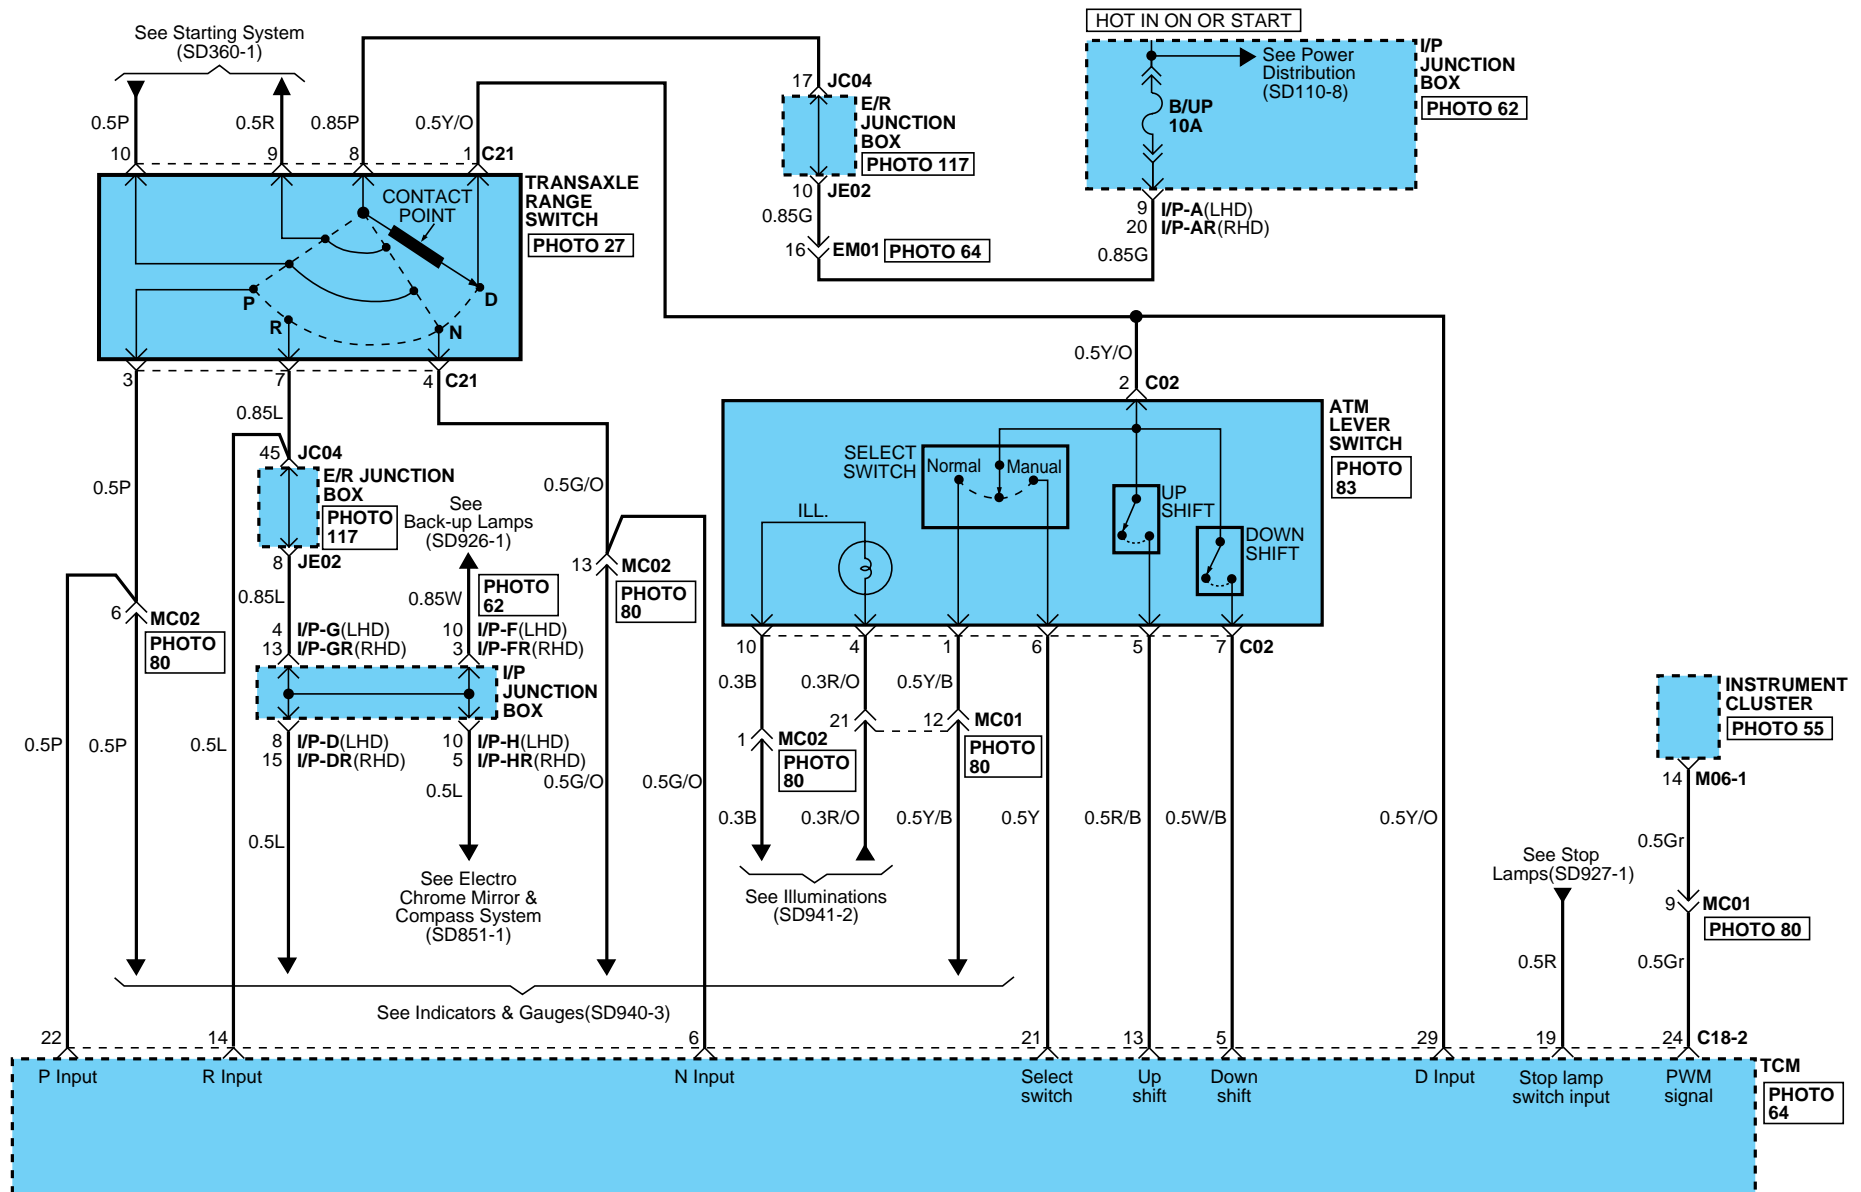 HOT IN ON OR START
See Starting System
(SD360-1)
0.5P
0.5R
0.85P
0.5Y/O
10
9
8
1
C21
TRANSAXLE
RANGE
SWITCH
PHOTO 27
CONTACT
POINT
P
R
N
D
3
7
4
C21
17
JC04
E/R
JUNCTION
BOX
PHOTO 117
10
JE02
0.85G
16
EM01
PHOTO 64
See Power
Distribution
(SD110-8)
B/UP
10A
I/P
JUNCTION
BOX
PHOTO 62
9
I/P-A(LHD)
20
I/P-AR(RHD)
0.85G
0.85L
45
JC04
E/R JUNCTION
BOX
PHOTO
117
8
JE02
0.85L
4
I/P-G(LHD)
13
I/P-GR(RHD)
See
Back-up Lamps
(SD926-1)
0.85W
PHOTO
62
10
I/P-F(LHD)
3
I/P-FR(RHD)
I/P
JUNCTION
BOX
8
I/P-D(LHD)
15
I/P-DR(RHD)
10
I/P-H(LHD)
5
I/P-HR(RHD)
0.5L
0.5L
See Electro
Chrome Mirror &
Compass System
(SD851-1)
0.5P
6
MC02
PHOTO
80
0.5P
0.5P
0.5L
0.5G/O
13
MC02
PHOTO
80
0.5G/O
0.5G/O
0.5Y/O
2
C02
ATM
LEVER
SWITCH
PHOTO
83
SELECT
SWITCH
Normal
Manual
ILL.
UP
SHIFT
DOWN
SHIFT
10
4
1
6
5
7
C02
0.3B
0.3R/O
0.5Y/B
21
12
MC01
PHOTO
80
1
MC02
PHOTO
80
0.3B
0.3R/O
0.5Y/B
0.5Y
0.5R/B
0.5W/B
0.5Y/O
See Illuminations
(SD941-2)
INSTRUMENT
CLUSTER
PHOTO 55
14
M06-1
0.5Gr
See Stop
Lamps(SD927-1)
9
MC01
PHOTO 80
0.5R
0.5Gr
See Indicators & Gauges(SD940-3)
22
14
6
21
13
5
29
19
24
C18-2
TCM
PHOTO
64
P Input
R Input
N Input
Select
switch
Up
shift
Down
shift
D Input
Stop lamp
switch input
PWM
signal